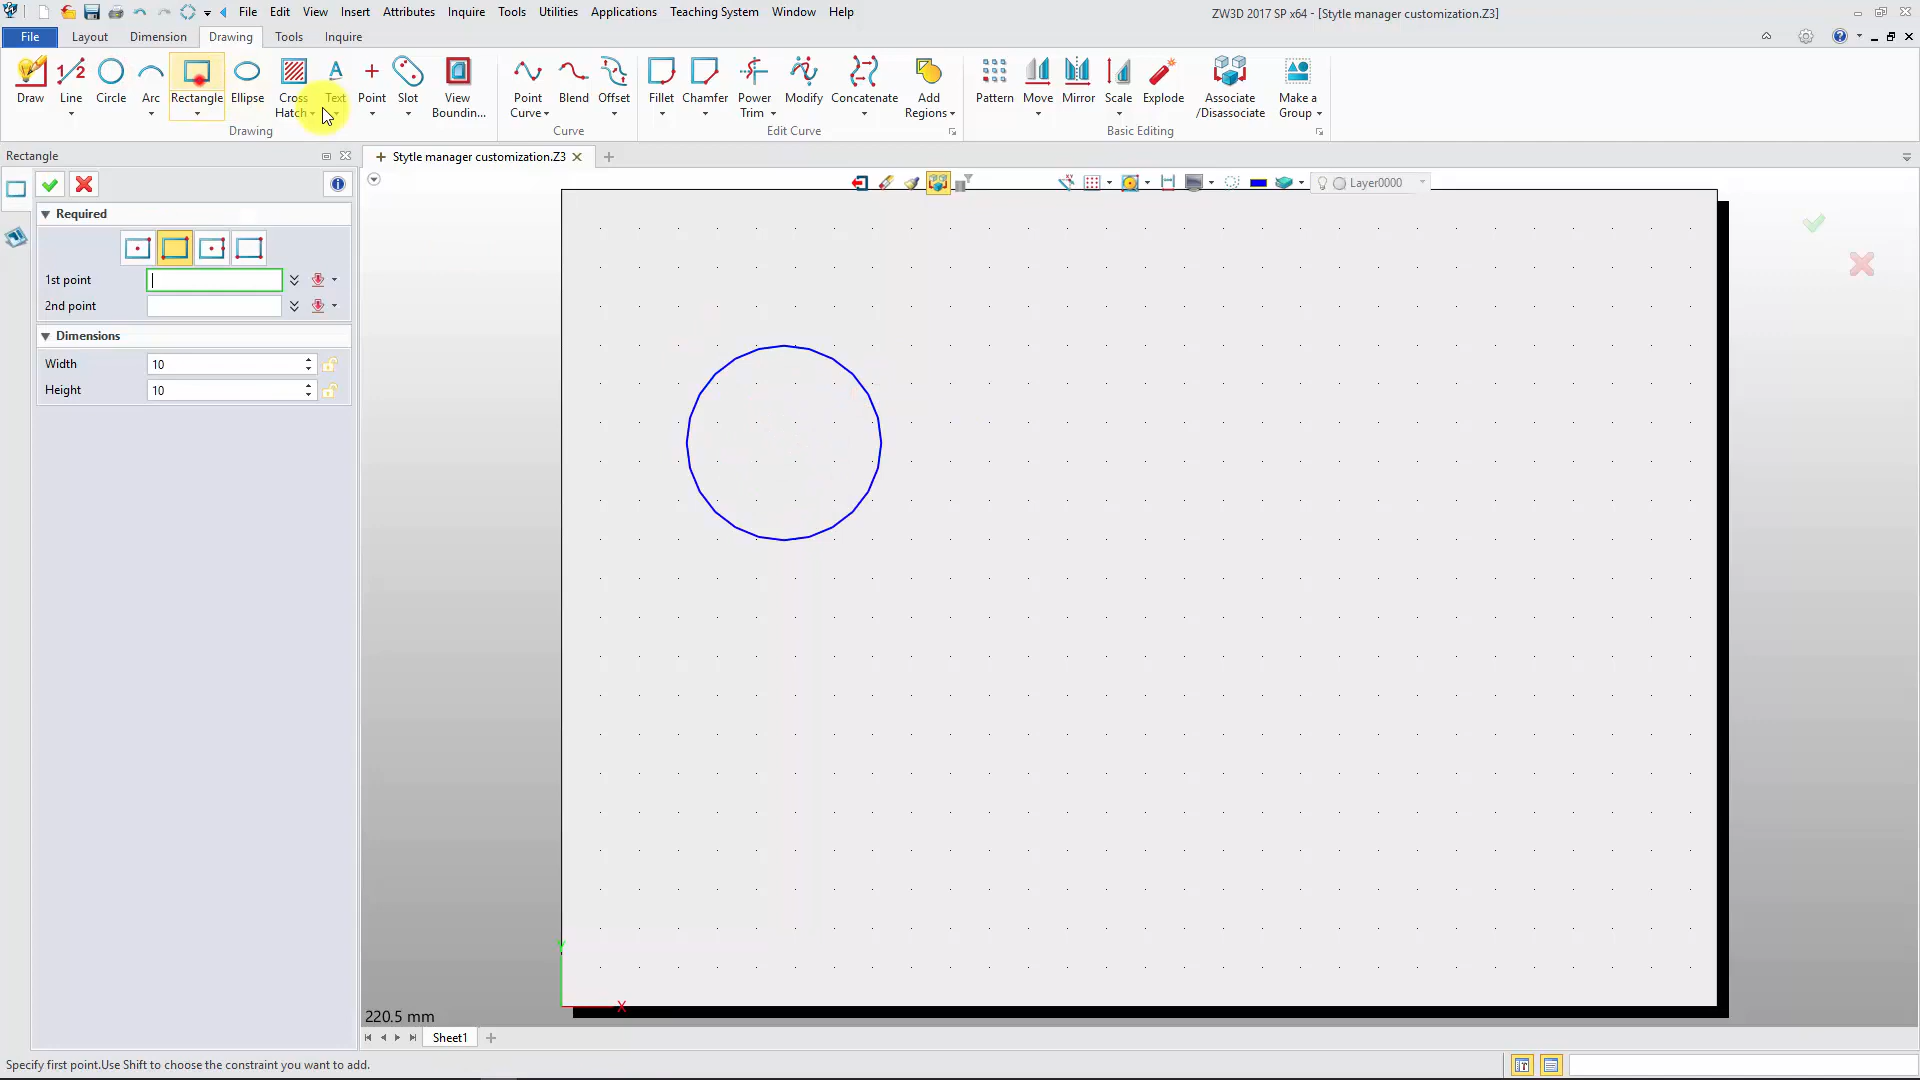 File Edit View Insert Attributes Inquire Tools Utilities Applications Teaching System Window Help
ZW3D 2017 SP x64 - [Stytle manager customization.Z3]
File Layout Dimension Drawing Tools Inquire
Draw Line Circle Arc Rectangle Ellipse Cross Hatch Text Point Slot View Boundin...
Point Curve Blend Offset
Fillet Chamfer Power Trim Modify Concatenate Add Regions
Pattern Move Mirror Scale Explode Associate /Disassociate Make a Group
Drawing Curve Edit Curve Basic Editing
Rectangle
Stytle manager customization.Z3
Layer0000
Required
1st point
2nd point
Dimensions
Width 10
Height 10
Y
X
220.5 mm
Sheet1
Specify first point.Use Shift to choose the constraint you want to add.